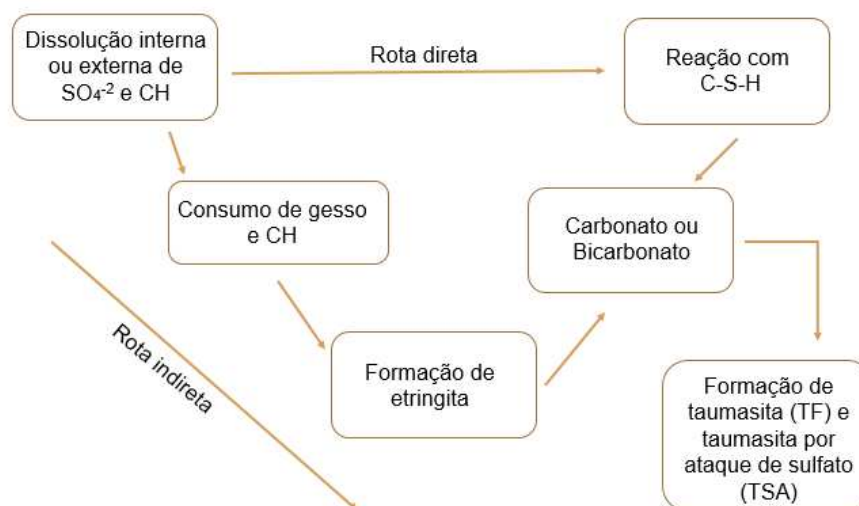 Dissolução interna
ou externa de
SO₄⁻² e CH
Rota direta
Reação com
C-S-H
Consumo de gesso
e CH
Carbonato ou
Bicarbonato
Rota indireta
Formação de
etringita
Formação de
taumasita (TF) e
taumasita por
ataque de sulfato
(TSA)